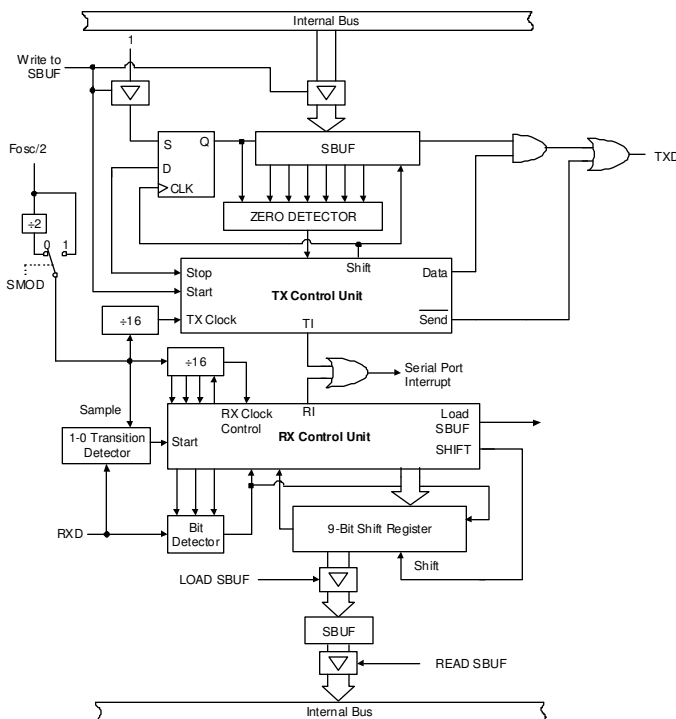 Internal Bus
1
Write to
SBUF
Fosc/2
S
Q
D
CLK
SBUF
TXD
÷2
0 1
SMOD
ZERO DETECTOR
Shift
Stop
Start
TX Clock
TX Control Unit
Data
Send
TI
÷16
÷16
Serial Port
Interrupt
Sample
RI
RX Clock
Control
Load
SBUF
SHIFT
1-0 Transition
Detector
Start
RX Control Unit
RXD
Bit
Detector
9-Bit Shift Register
Shift
LOAD SBUF
SBUF
READ SBUF
Internal Bus